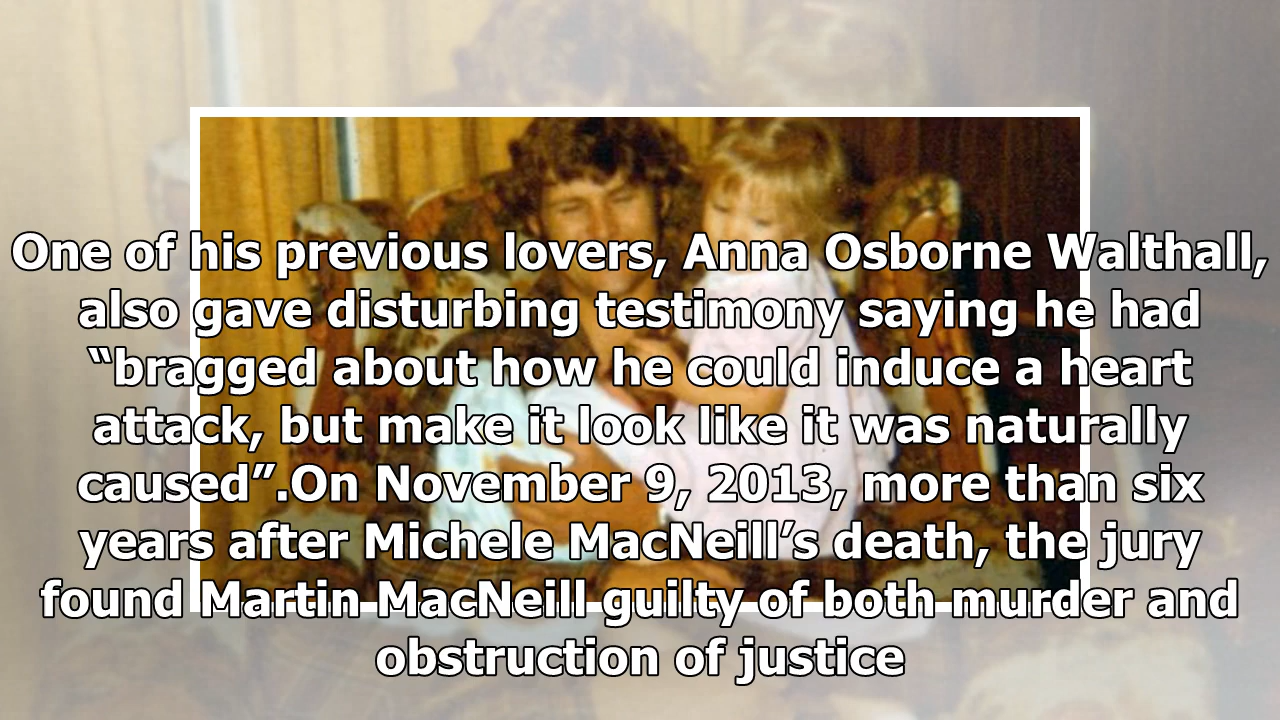 One of his previous lovers, Anna Osborne Walthall,
also gave disturbing testimony saying he had
“bragged about how he could induce a heart
attack, but make it look like it was naturally
caused”.On November 9, 2013, more than six
years after Michele MacNeill’s death, the jury
found Martin MacNeill guilty of both murder and
obstruction of justice